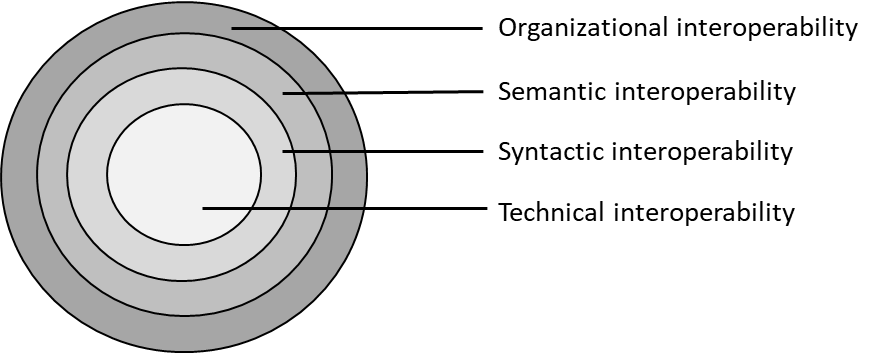 Organizational interoperability
Semantic interoperability
Syntactic interoperability
Technical interoperability